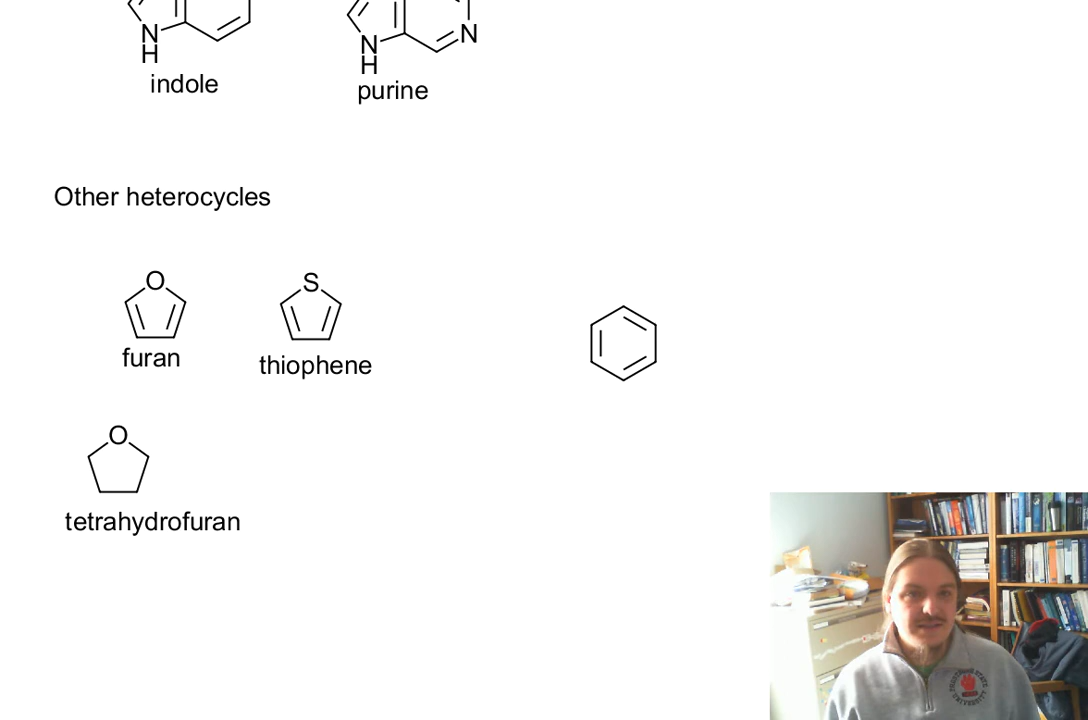 N
H
indole
N
H
N
purine
Other heterocycles
O
furan
S
thiophene
O
tetrahydrofuran